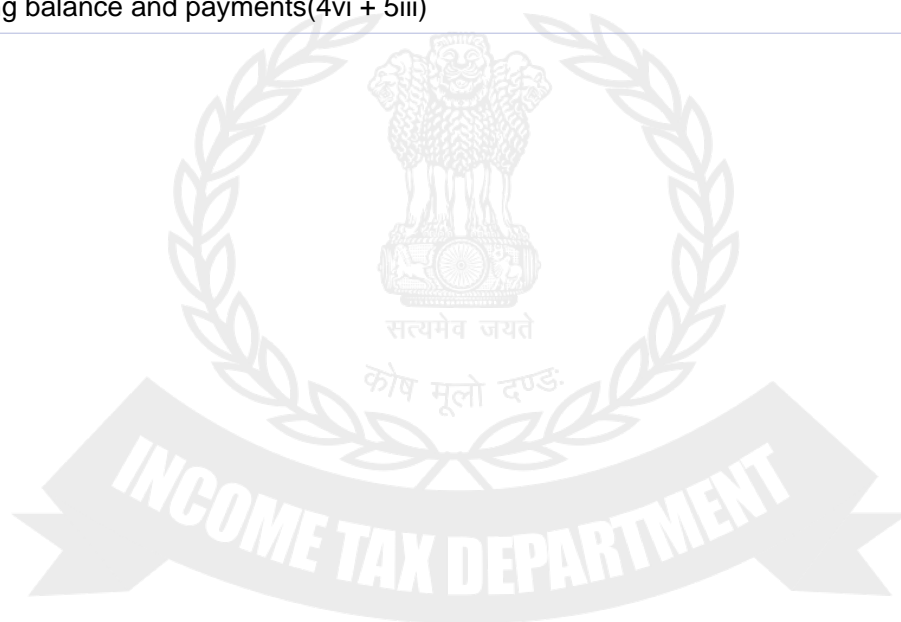 g balance and payments(4vi + 5iii)
सत्यमेव जयते
कोष मूलो दण्डः
INCOME TAX DEPARTMENT